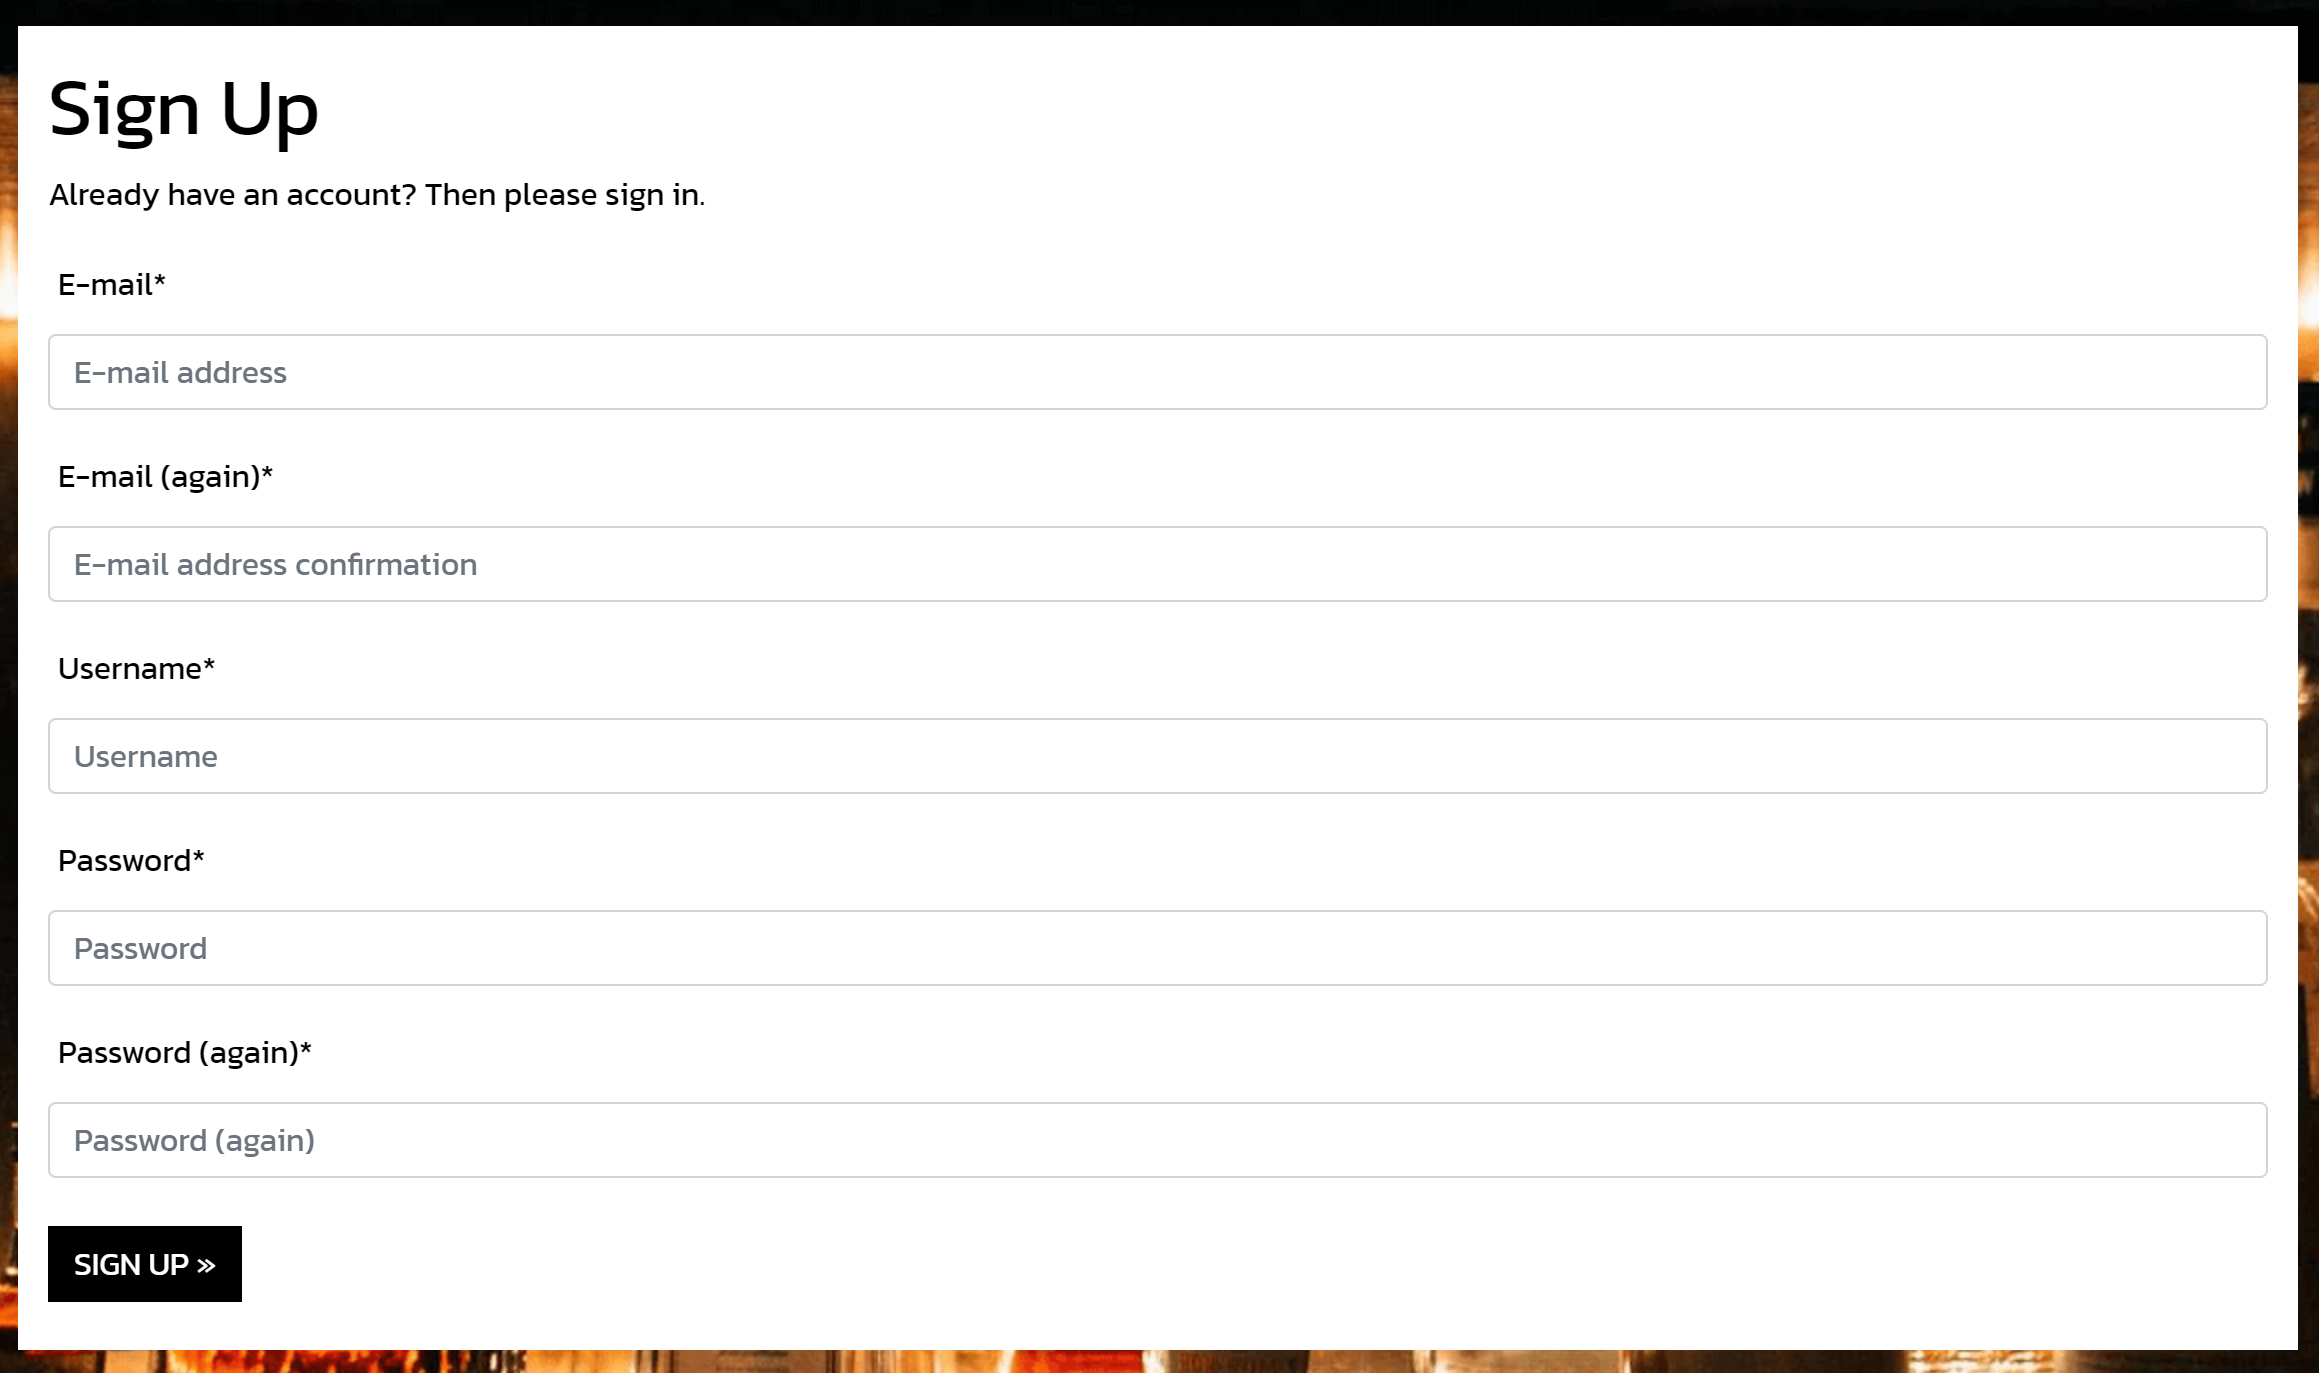 Sign Up
Already have an account? Then please sign in.
E-mail*
E-mail address
E-mail (again)*
E-mail address confirmation
Username*
Username
Password*
Password
Password (again)*
Password (again)
SIGN UP »